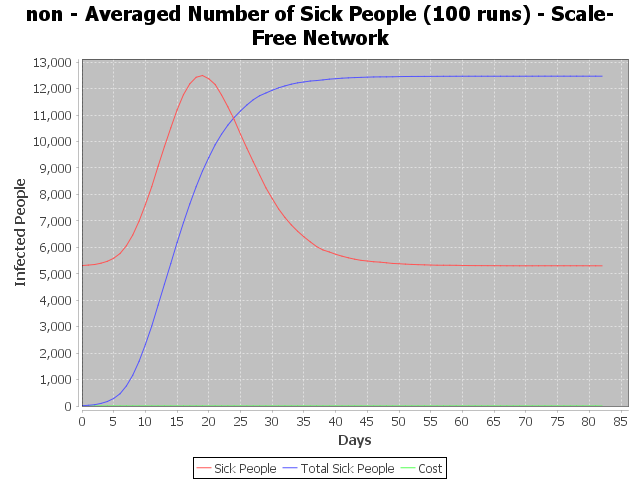 non - Averaged Number of Sick People (100 runs) - Scale-
Free Network
13,000
12,000
11,000
10,000
9,000
8,000
7,000
6,000
5,000
4,000
3,000
2,000
1,000
0
Infected People
0 5 10 15 20 25 30 35 40 45 50 55 60 65 70 75 80 85
Days
Sick People Total Sick People Cost